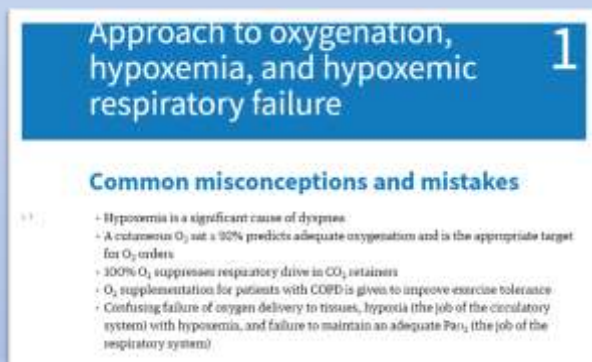 Approach to oxygenation,
hypoxemia, and hypoxemic
respiratory failure
1
Common misconceptions and mistakes
• Hypoxemia is a significant cause of dyspnea
• A cutaneous O₂ sat ≥ 92% predicts adequate oxygenation and is the appropriate target
for O₂ orders
• 100% O₂ suppresses respiratory drive in CO₂ retainers
• O₂ supplementation for patients with COPD is given to improve exercise tolerance
• Confusing failure of oxygen delivery to tissues, hypoxia (the job of the circulatory
system) with hypoxemia, and failure to maintain an adequate Pao₂ (the job of the
respiratory system)